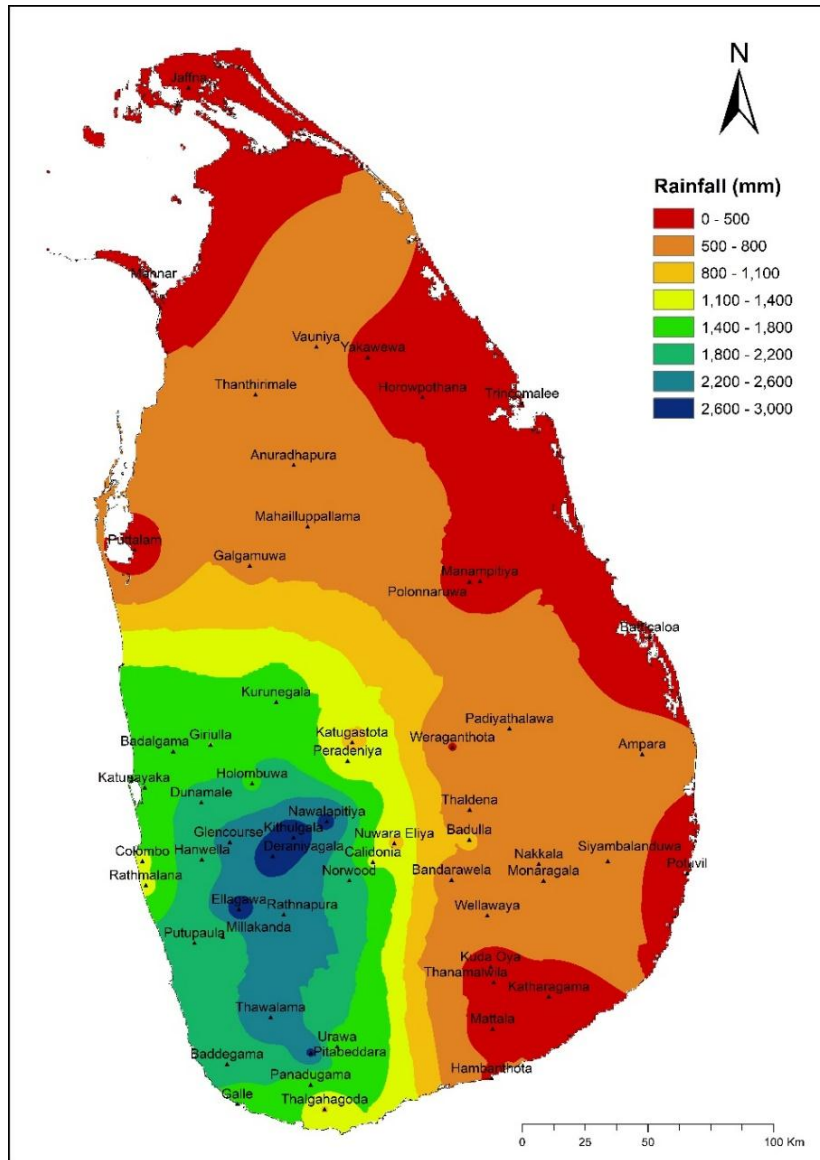 N
Rainfall (mm)
0 - 500
500 - 800
800 - 1,100
1,100 - 1,400
1,400 - 1,800
1,800 - 2,200
2,200 - 2,600
2,600 - 3,000
Jaffna
Mannar
Vauniya
Yakawewa
Thanthirimale
Horowpothana
Trincomalee
Anuradhapura
Mahailluppallama
Puttalam
Galgamuwa
Manampitiya
Polonnaruwa
Batticaloa
Kurunegala
Padiyathalawa
Katugastota
Weraganthota
Giriulla
Badalgama
Peradeniya
Ampara
Katunayaka
Holombuwa
Dunamale
Thaldena
Nawalapitiya
Glencourse
Kithulgala
Nuwara Eliya
Badulla
Siyambalanduwa
Colombo
Hanwella
Deraniyagala
Calidonia
Nakkala
Pottuvil
Rathmalana
Norwood
Bandarawela
Monaragala
Ellagawa
Rathnapura
Wellawaya
Millakanda
Putupaula
Kuda Oya
Thanamalwila
Katharagama
Thawalama
Mattala
Urawa
Pitabeddara
Baddegama
Hambanthota
Panadugama
Galle
Thalgahagoda
0 25 50 100 Km